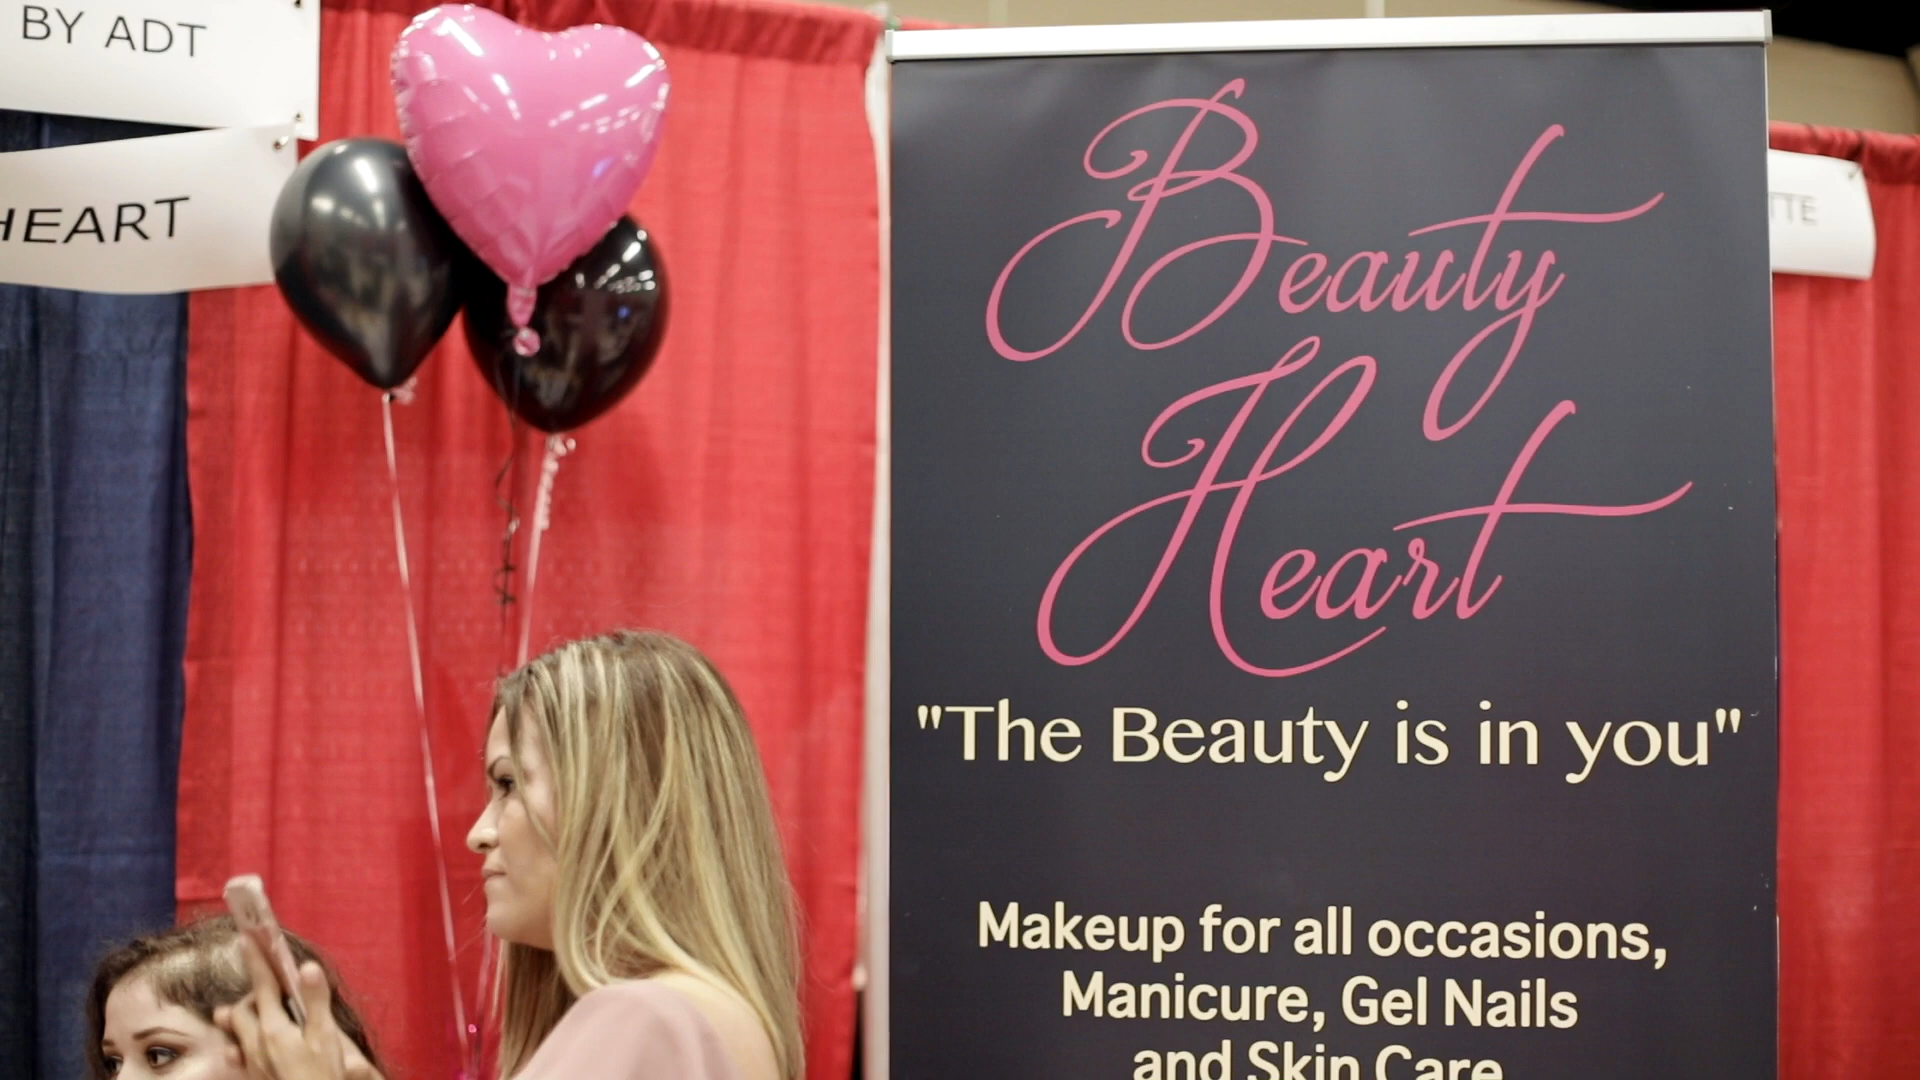 BY ADT
HEART
Beauty
Heart
"The Beauty is in you"
Makeup for all occasions,
Manicure, Gel Nails
and Skin Care